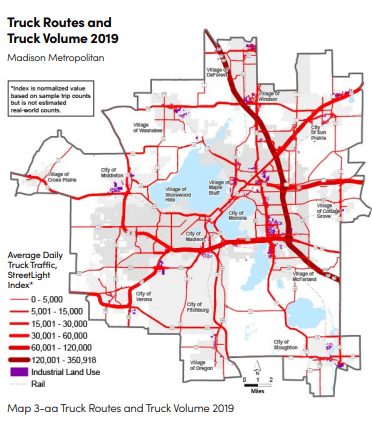 Truck Routes and
Truck Volume 2019
Madison Metropolitan
*Index is normalized value
based on sample trip counts
but is not estimated
real-world counts.
Village of
DeForest
Village of
Windsor
Village
of Waunakee
City
of Sun
Prairie
Village of
Cross Plains
City of
Middleton
Village of
Shorewood
Hills
Village of
Maple
Bluff
Village
of Cottage
Grove
City of
Monona
City of
Madison
Village of
McFarland
City of
Verona
City of
Fitchburg
City of
Stoughton
Village
of Oregon
Average Daily
Truck Traffic,
StreetLight
Index*
0 - 5,000
5,001 - 15,000
15,001 - 30,000
30,001 - 60,000
60,001 - 120,000
120,001 - 350,918
Industrial Land Use
Rail
N
0 1 2
Miles
Map 3-aa Truck Routes and Truck Volume 2019